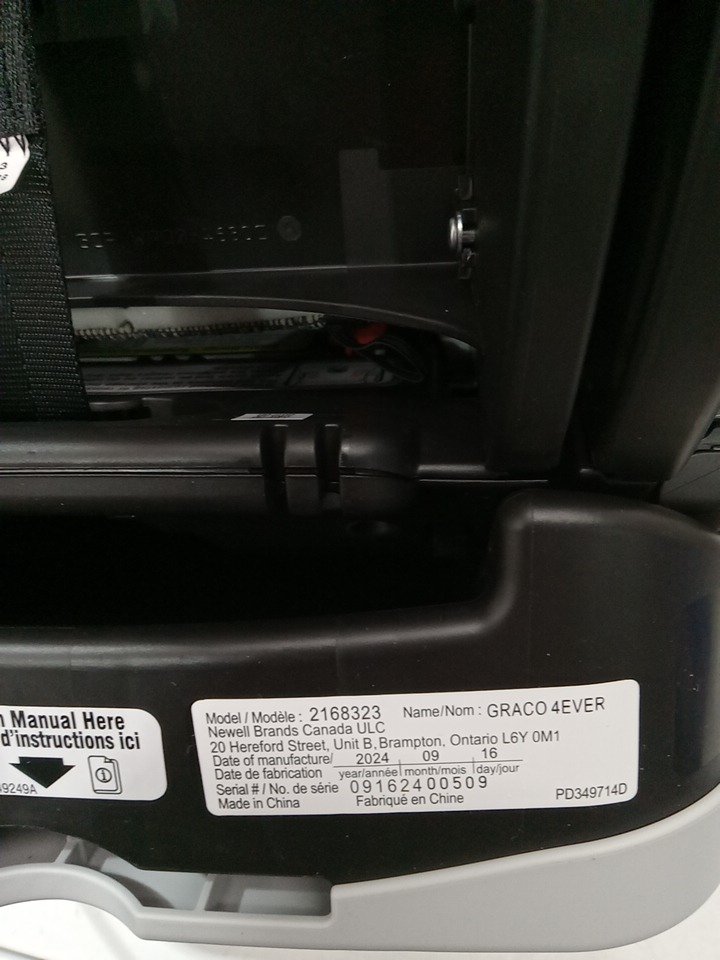 n Manual Here
d'instructions ici
9249A
Model / Modèle : 2168323 Name/Nom : GRACO 4EVER
Newell Brands Canada ULC
20 Hereford Street, Unit B, Brampton, Ontario L6Y 0M1
Date of manufacture/ 2024 09 16
Date de fabrication year/année month/mois day/jour
Serial # / No. de série 09162400509
Made in China Fabriqué en Chine PD349714D